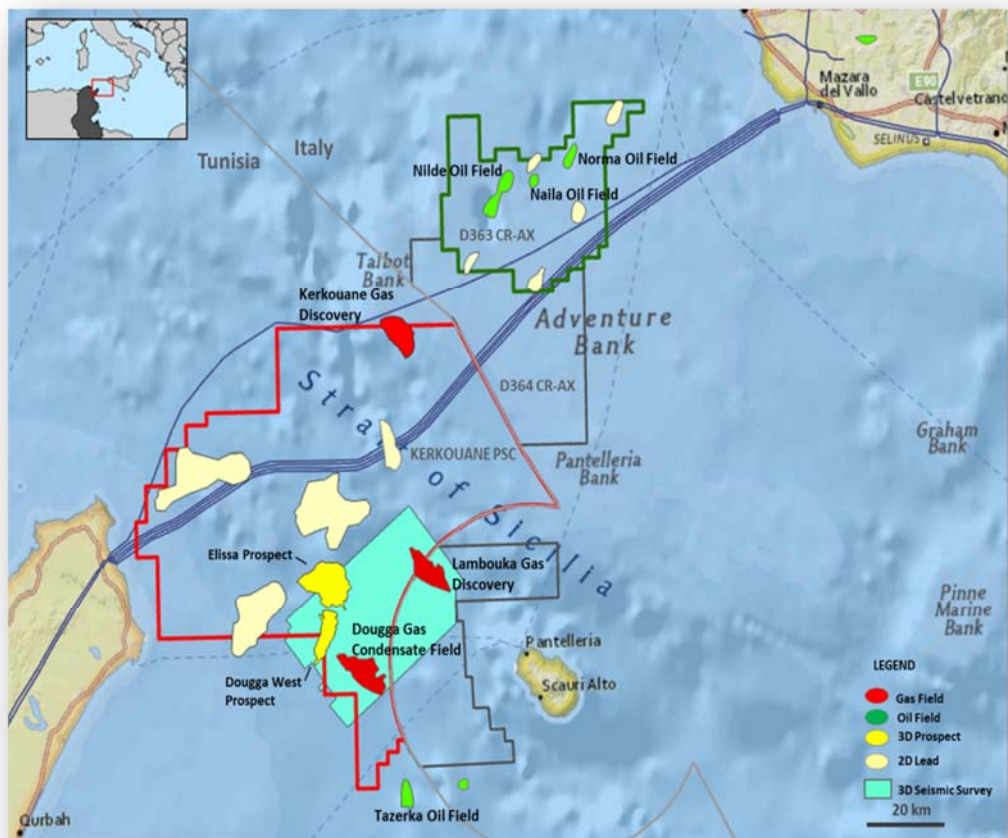 Mazara
del Vallo
E90
Castelvetrano
SELINUS
Tunisia
Italy
Norma Oil Field
Nilde Oil Field
Naila Oil Field
D363 CR-AX
Talbot
Bank
Kerkouane Gas
Discovery
Adventure
Bank
D364 CR-AX
Strait of Sicilia
KERKOUANE PSC
Graham
Bank
Pantelleria
Bank
Elissa Prospect
Lambouka Gas
Discovery
Pinne
Marine
Bank
Dougga Gas
Condensate Field
Pantelleria
Dougga West
Prospect
Scauri Alto
LEGEND
Gas Field
Oil Field
3D Prospect
2D Lead
3D Seismic Survey
20 km
Tazerka Oil Field
Qurbah